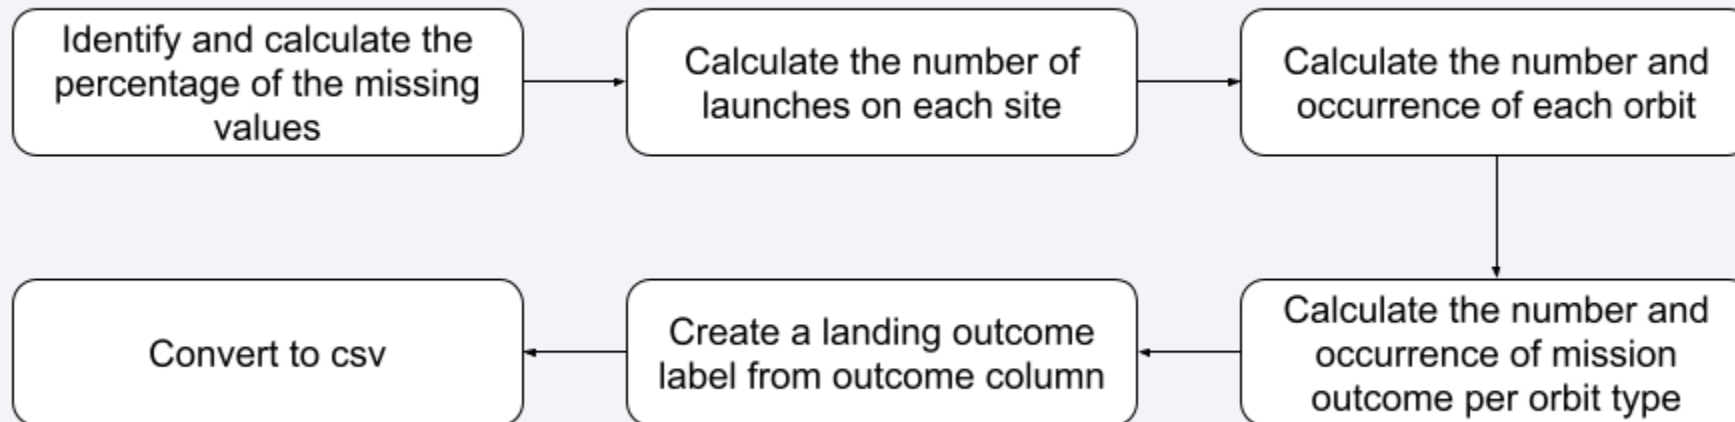 Identify and calculate the
percentage of the missing
values
Calculate the number of
launches on each site
Calculate the number and
occurrence of each orbit
Calculate the number and
occurrence of mission
outcome per orbit type
Create a landing outcome
label from outcome column
Convert to csv